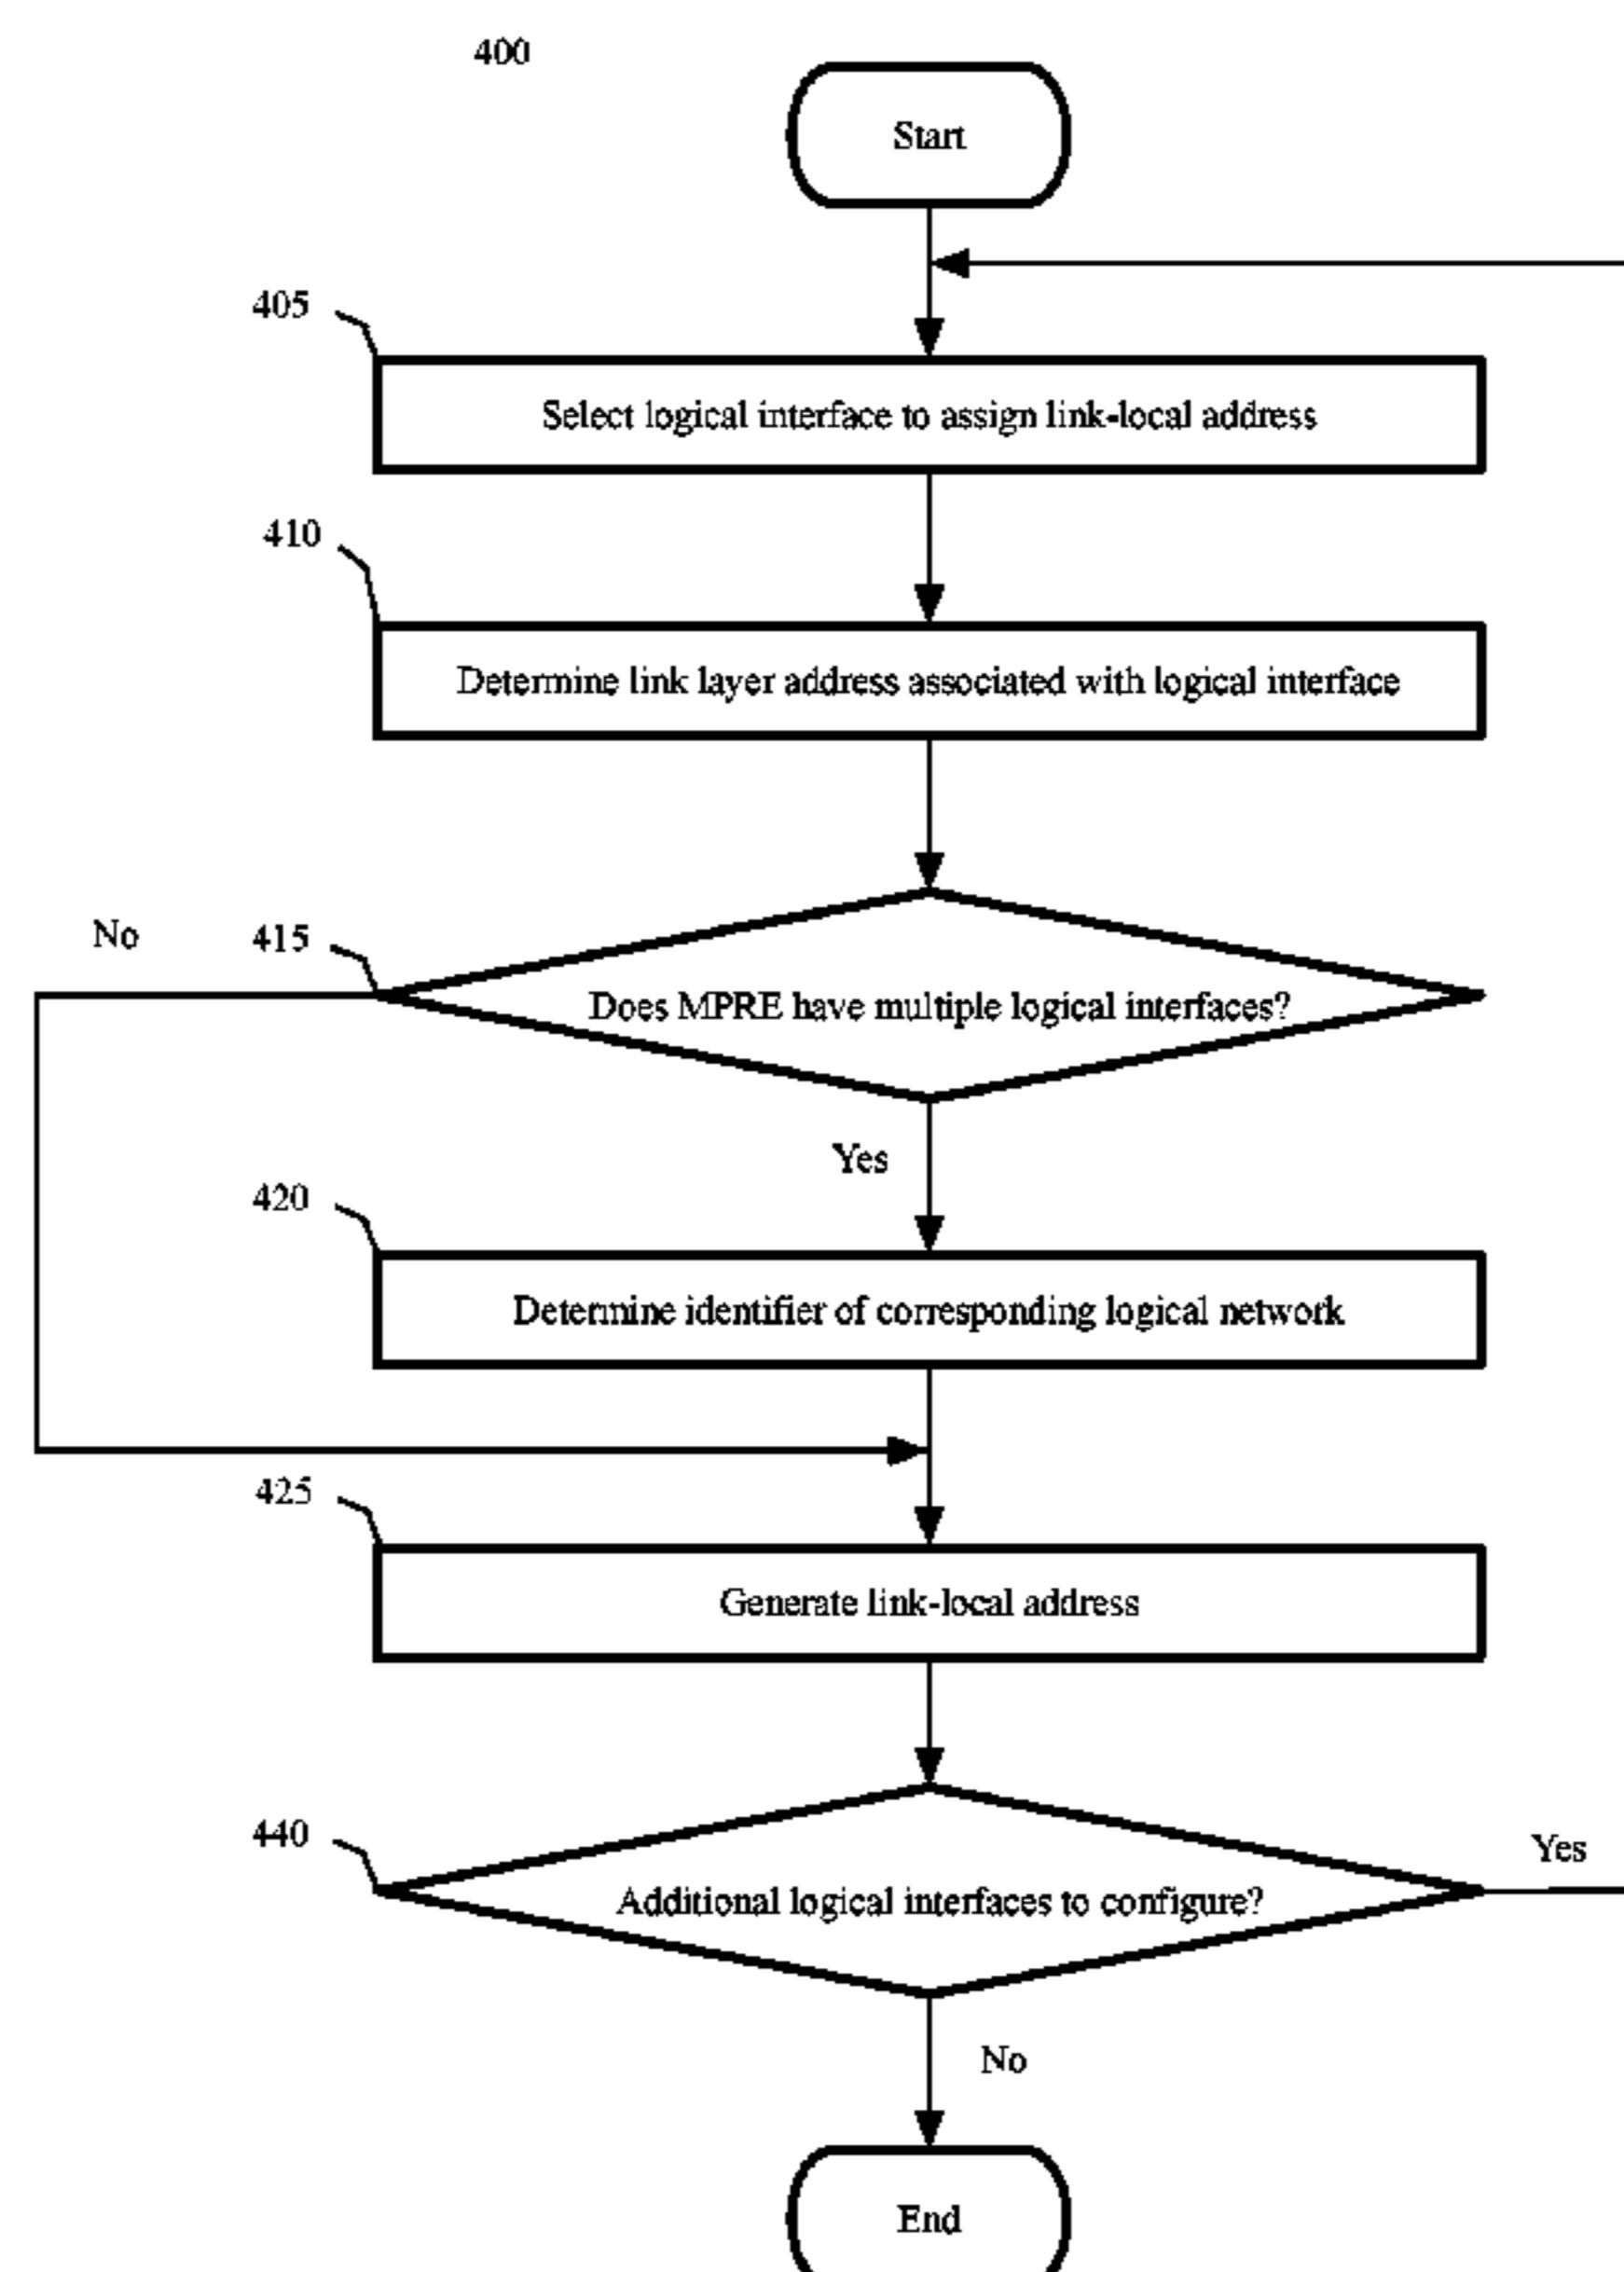 400
Start
405
Select logical interface to assign link-local address
410
Determine link layer address associated with logical interface
No
415
Does MPRE have multiple logical interfaces?
Yes
420
Determine identifier of corresponding logical network
425
Generate link-local address
440
Additional logical interfaces to configure?
Yes
No
End